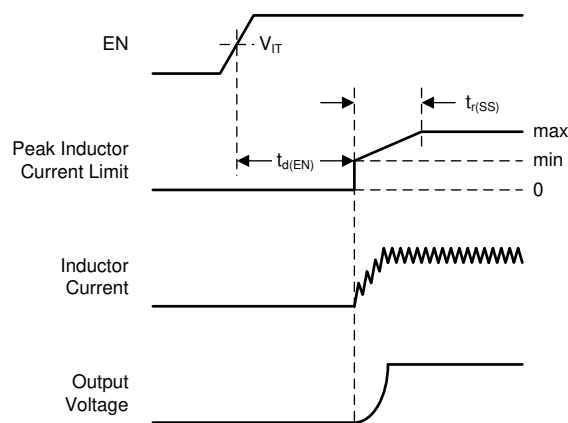 EN
V_IT
t_r(SS)
Peak Inductor
Current Limit
t_d(EN)
max
min
0
Inductor
Current
Output
Voltage